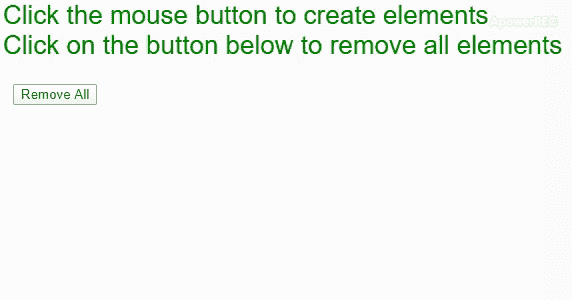 Click the mouse button to create elements
ApowerREC
Click on the button below to remove all elements
Remove All